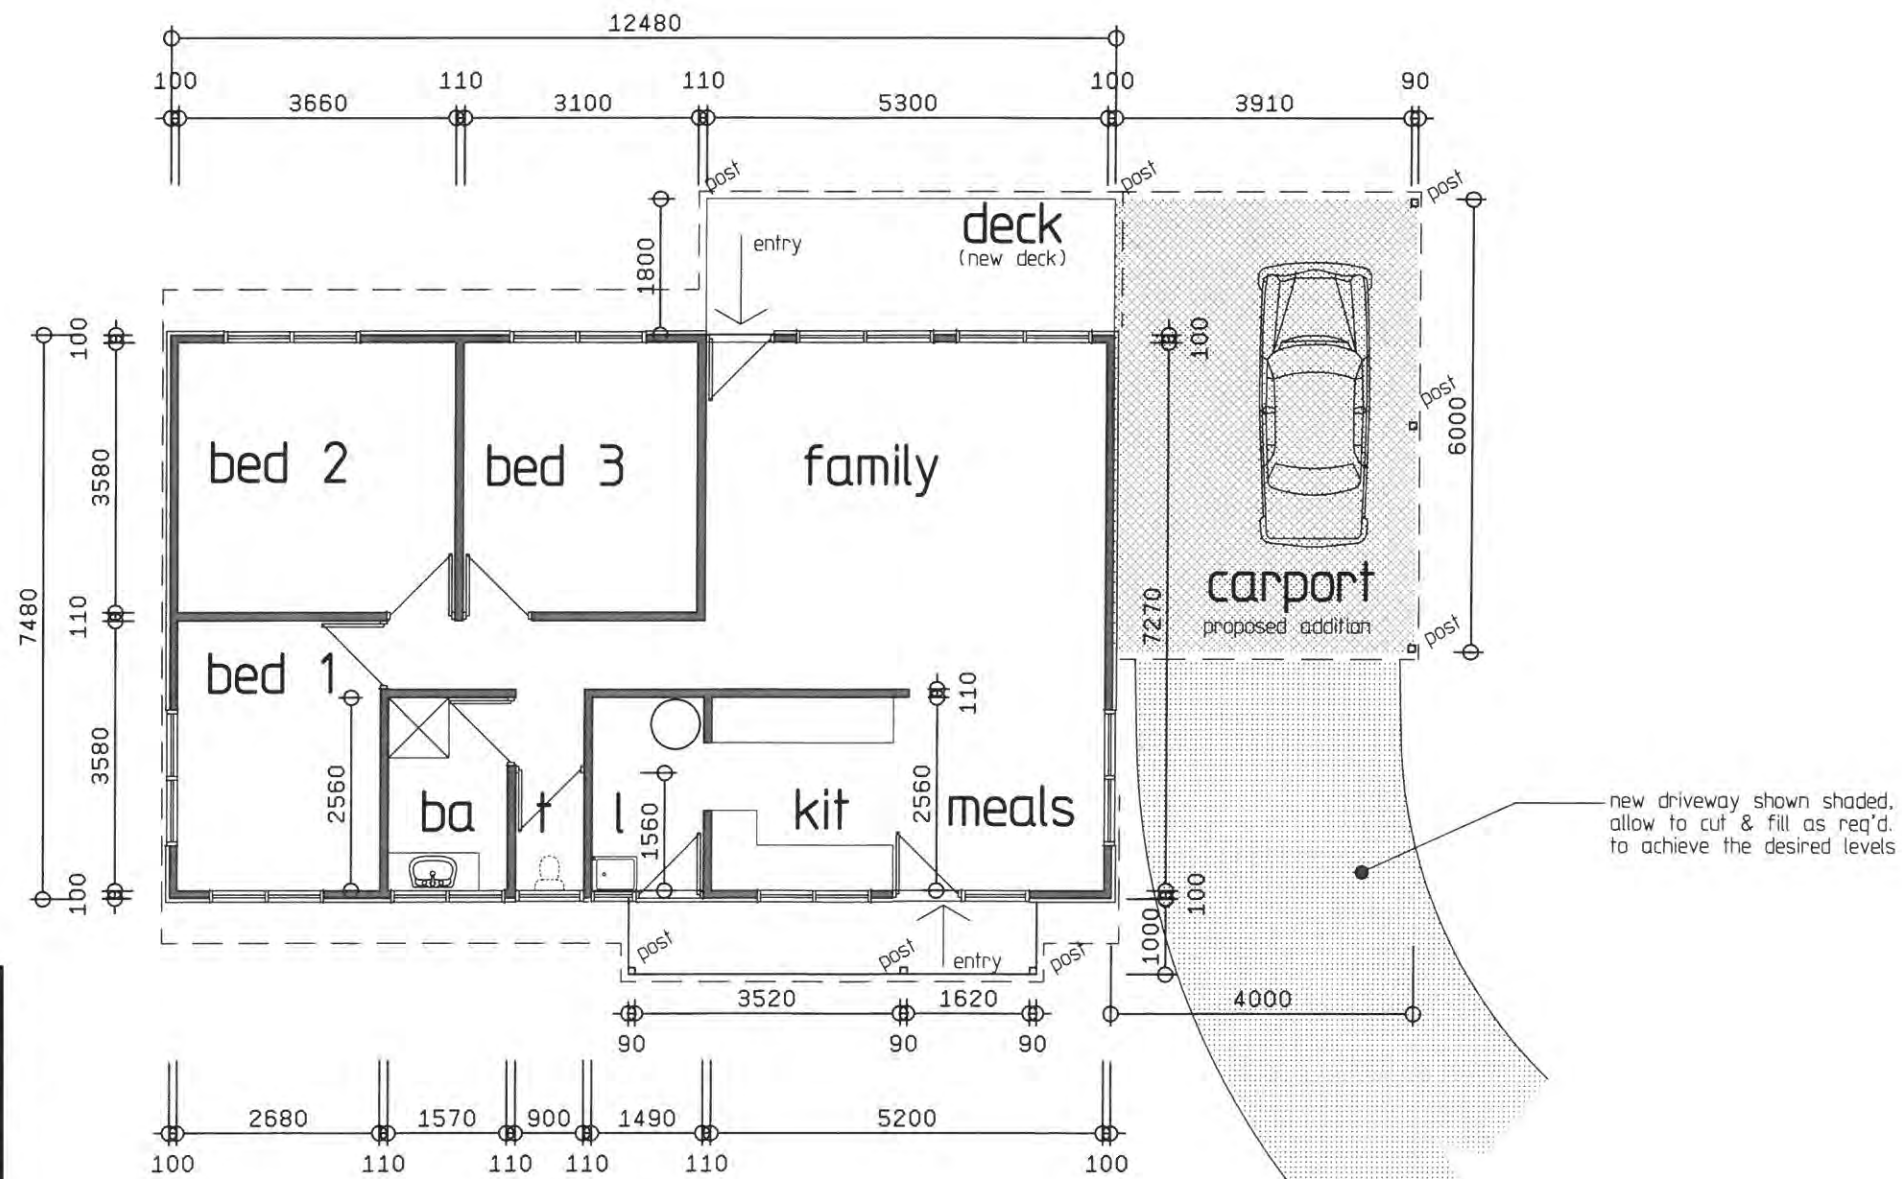 12480
100 110 110 100 90
3660 3100 5300 3910
post post post
deck
(new deck)
entry
1800
100
100
post
6000
3580
bed 2 bed 3 family
carport
proposed addition
post
7480
110
7270
bed 1
110
3580
2560
1560
2560
ba t l kit meals
new driveway shown shaded,
allow to cut & fill as req'd.
to achieve the desired levels
100
100
1000
post post entry post
3520 1620 4000
90 90 90
2680 1570 900 1490 5200
100 110 110 110 110 100